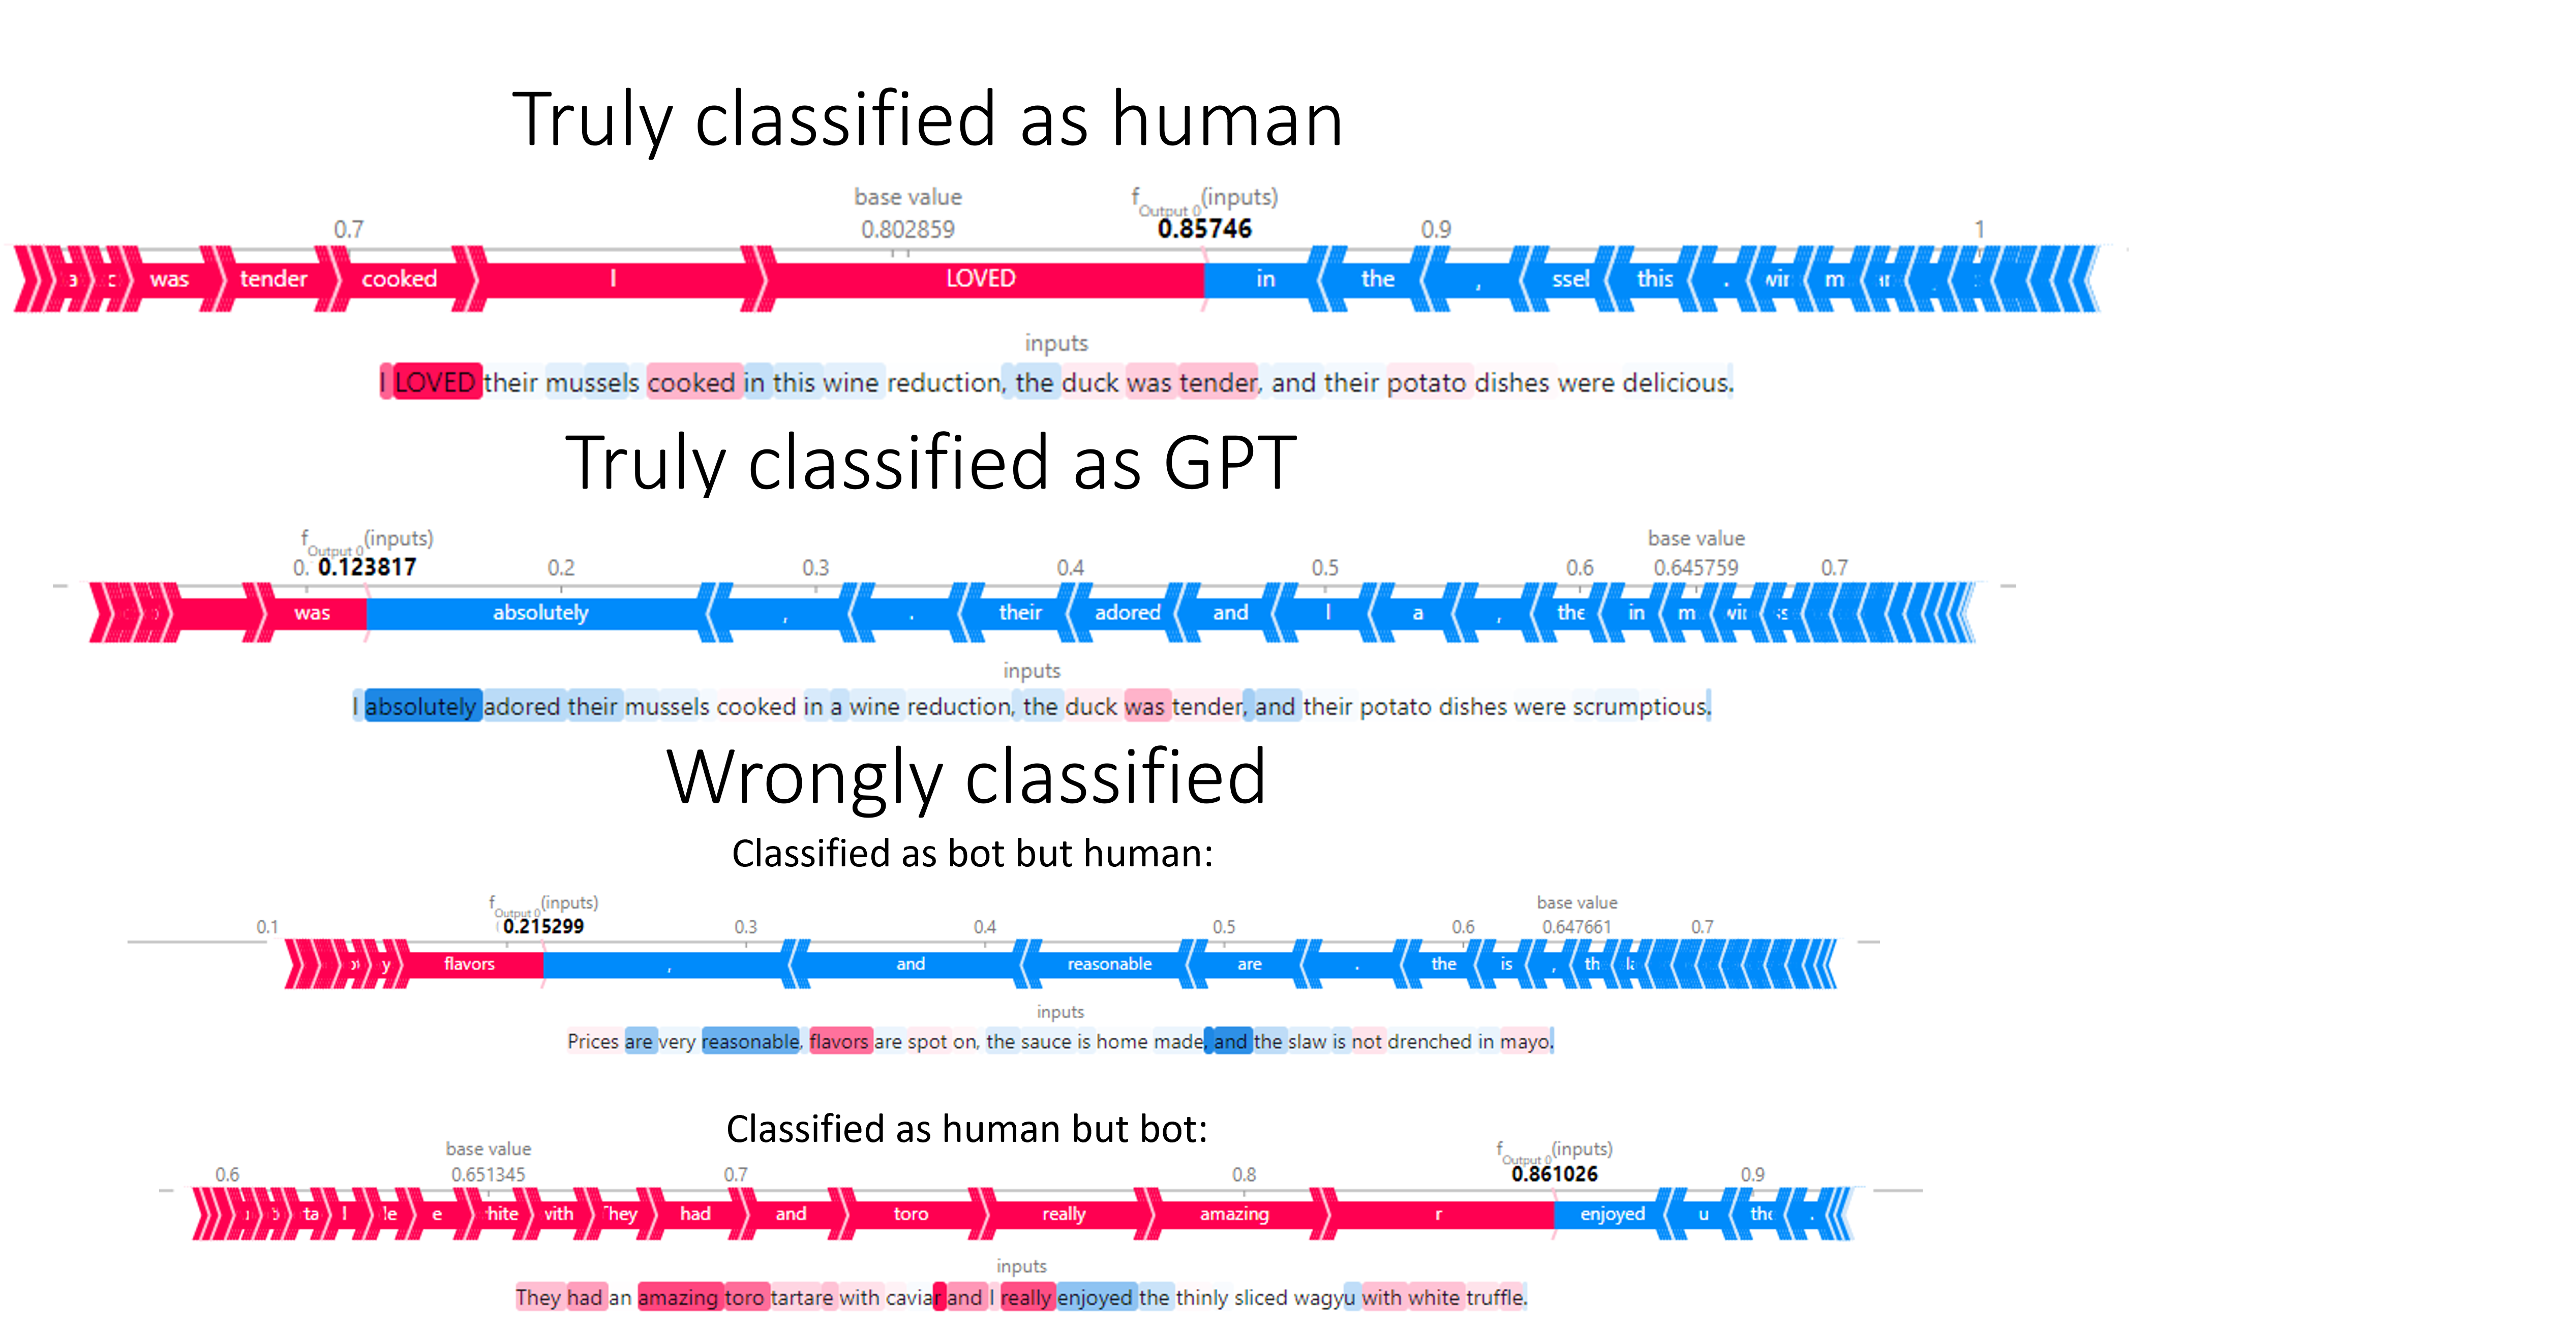 Truly classified as human
base value
f Output 0 (inputs)
0.7 0.802859 0.85746 0.9 1
was tender cooked I LOVED in the , ssel this . m
inputs
I LOVED their mussels cooked in this wine reduction, the duck was tender, and their potato dishes were delicious.
Truly classified as GPT
f Output 0 (inputs) base value
0. 0.123817 0.2 0.3 0.4 0.5 0.6 0.645759 0.7
was absolutely , . their adored and I a , the in m
inputs
I absolutely adored their mussels cooked in a wine reduction, the duck was tender, and their potato dishes were scrumptious.
Wrongly classified
Classified as bot but human:
f Output 0 (inputs) base value
0.1 0.215299 0.3 0.4 0.5 0.6 0.647661 0.7
y flavors , and reasonable are . the is , th
inputs
Prices are very reasonable, flavors are spot on, the sauce is home made, and the slaw is not drenched in mayo.
Classified as human but bot:
base value f Output 0 (inputs)
0.6 0.651345 0.7 0.8 0.861026 0.9
ta I le e hite with They had and toro really amazing r enjoyed u the .
inputs
They had an amazing toro tartare with caviar and I really enjoyed the thinly sliced wagyu with white truffle.